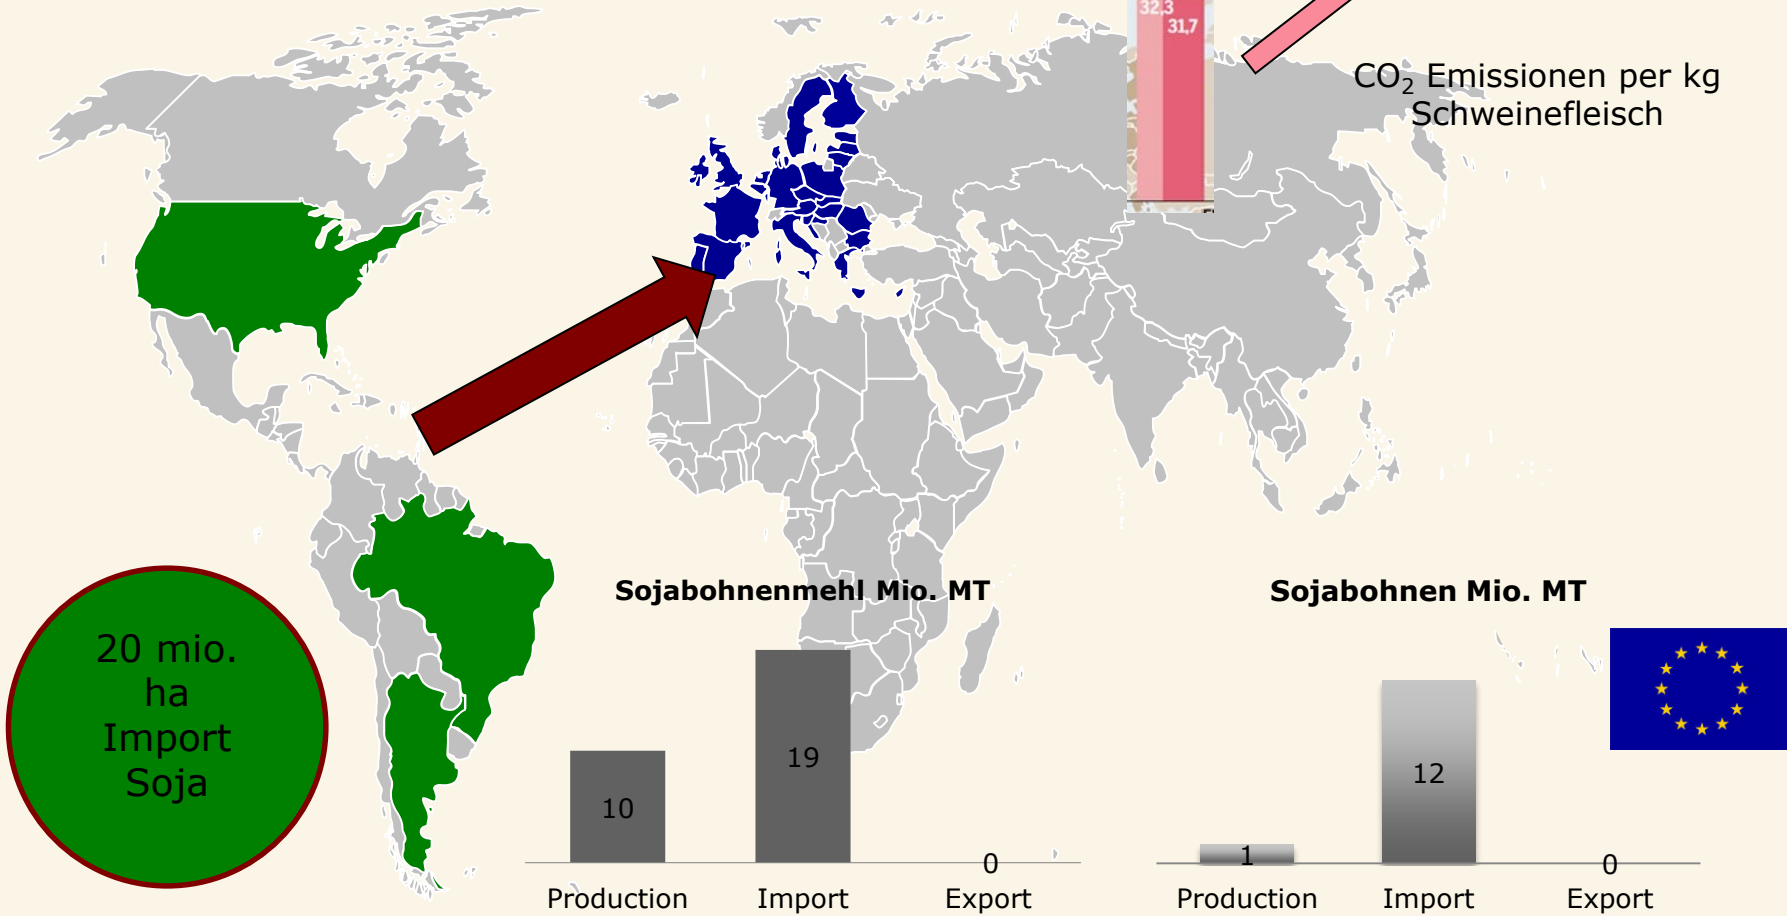 32,3
31,7
CO₂ Emissionen per kg
Schweinefleisch
20 mio.
ha
Import
Soja
Sojabohnenmehl Mio. MT
10
19
0
Production
Import
Export
Sojabohnen Mio. MT
1
12
0
Production
Import
Export